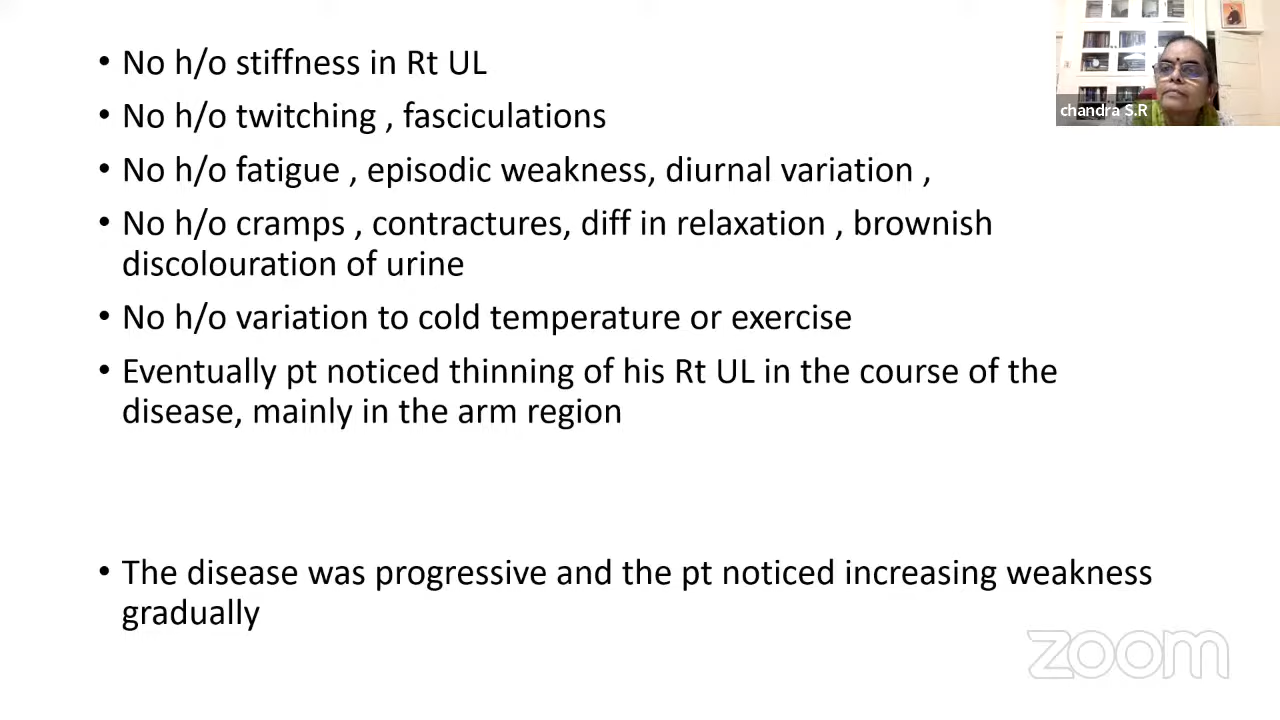 • No h/o stiffness in Rt UL
• No h/o twitching , fasciculations
• No h/o fatigue , episodic weakness, diurnal variation ,
• No h/o cramps , contractures, diff in relaxation , brownish
discolouration of urine
• No h/o variation to cold temperature or exercise
• Eventually pt noticed thinning of his Rt UL in the course of the
disease, mainly in the arm region
• The disease was progressive and the pt noticed increasing weakness
gradually
chandra S.R
zoom